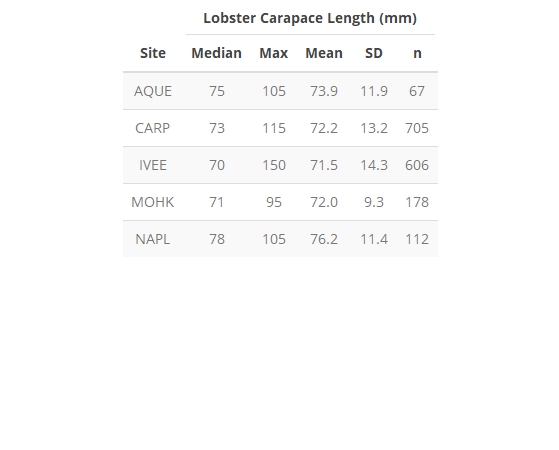 Lobster Carapace Length (mm)
Site Median Max Mean SD n
AQUE 75 105 73.9 11.9 67
CARP 73 115 72.2 13.2 705
IVEE 70 150 71.5 14.3 606
MOHK 71 95 72.0 9.3 178
NAPL 78 105 76.2 11.4 112